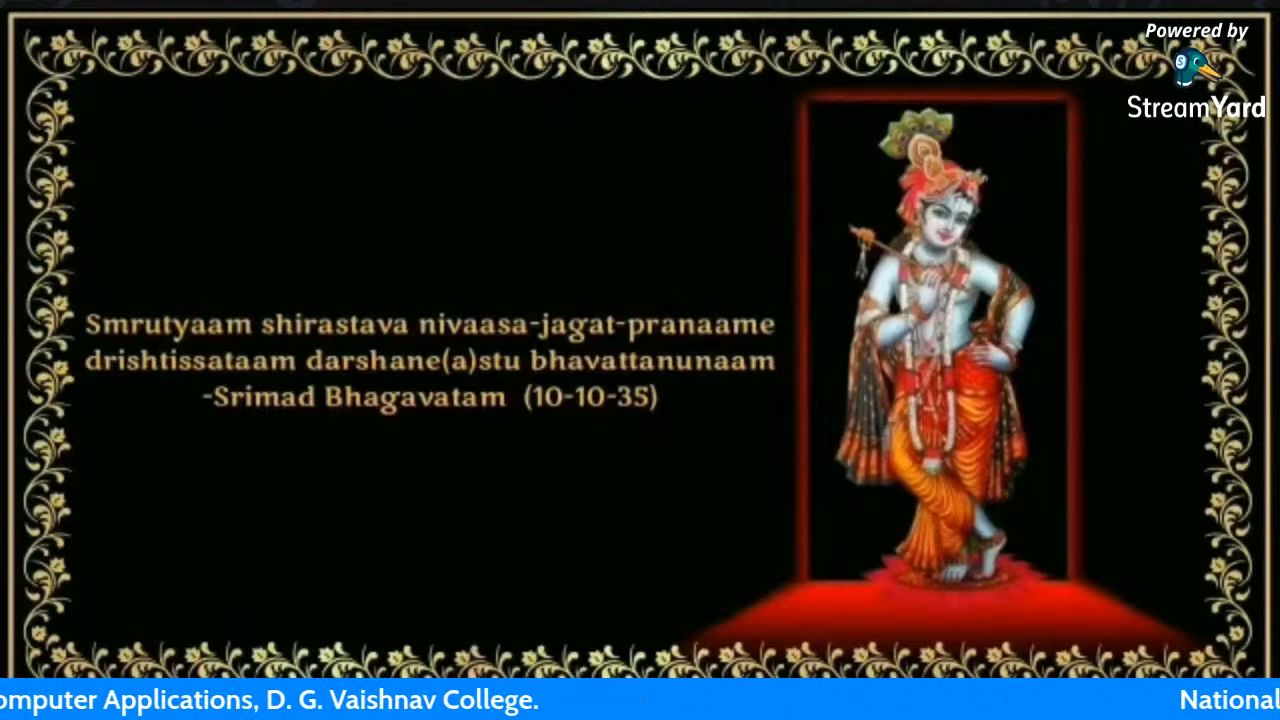 Powered by
StreamYard
Smrutyaam shirastava nivaasa-jagat-pranaame
drishtissataam darshane(a)stu bhavattanunaam
-Srimad Bhagavatam (10-10-35)
omputer Applications, D. G. Vaishnav College.
National